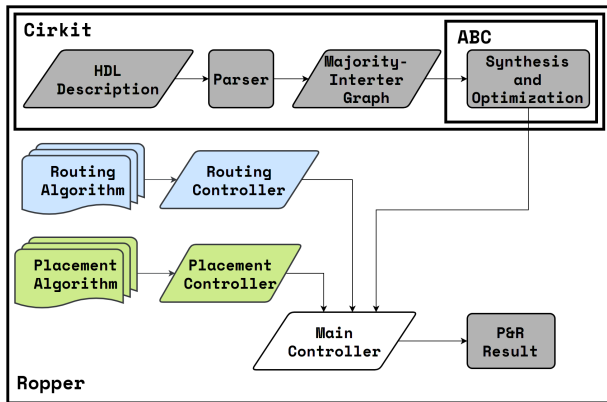 Cirkit
HDL
Description
Parser
Majority-
Interter
Graph
ABC
Synthesis
and
Optimization
Routing
Algorithm
Routing
Controller
Placement
Algorithm
Placement
Controller
Main
Controller
P&R
Result
Ropper